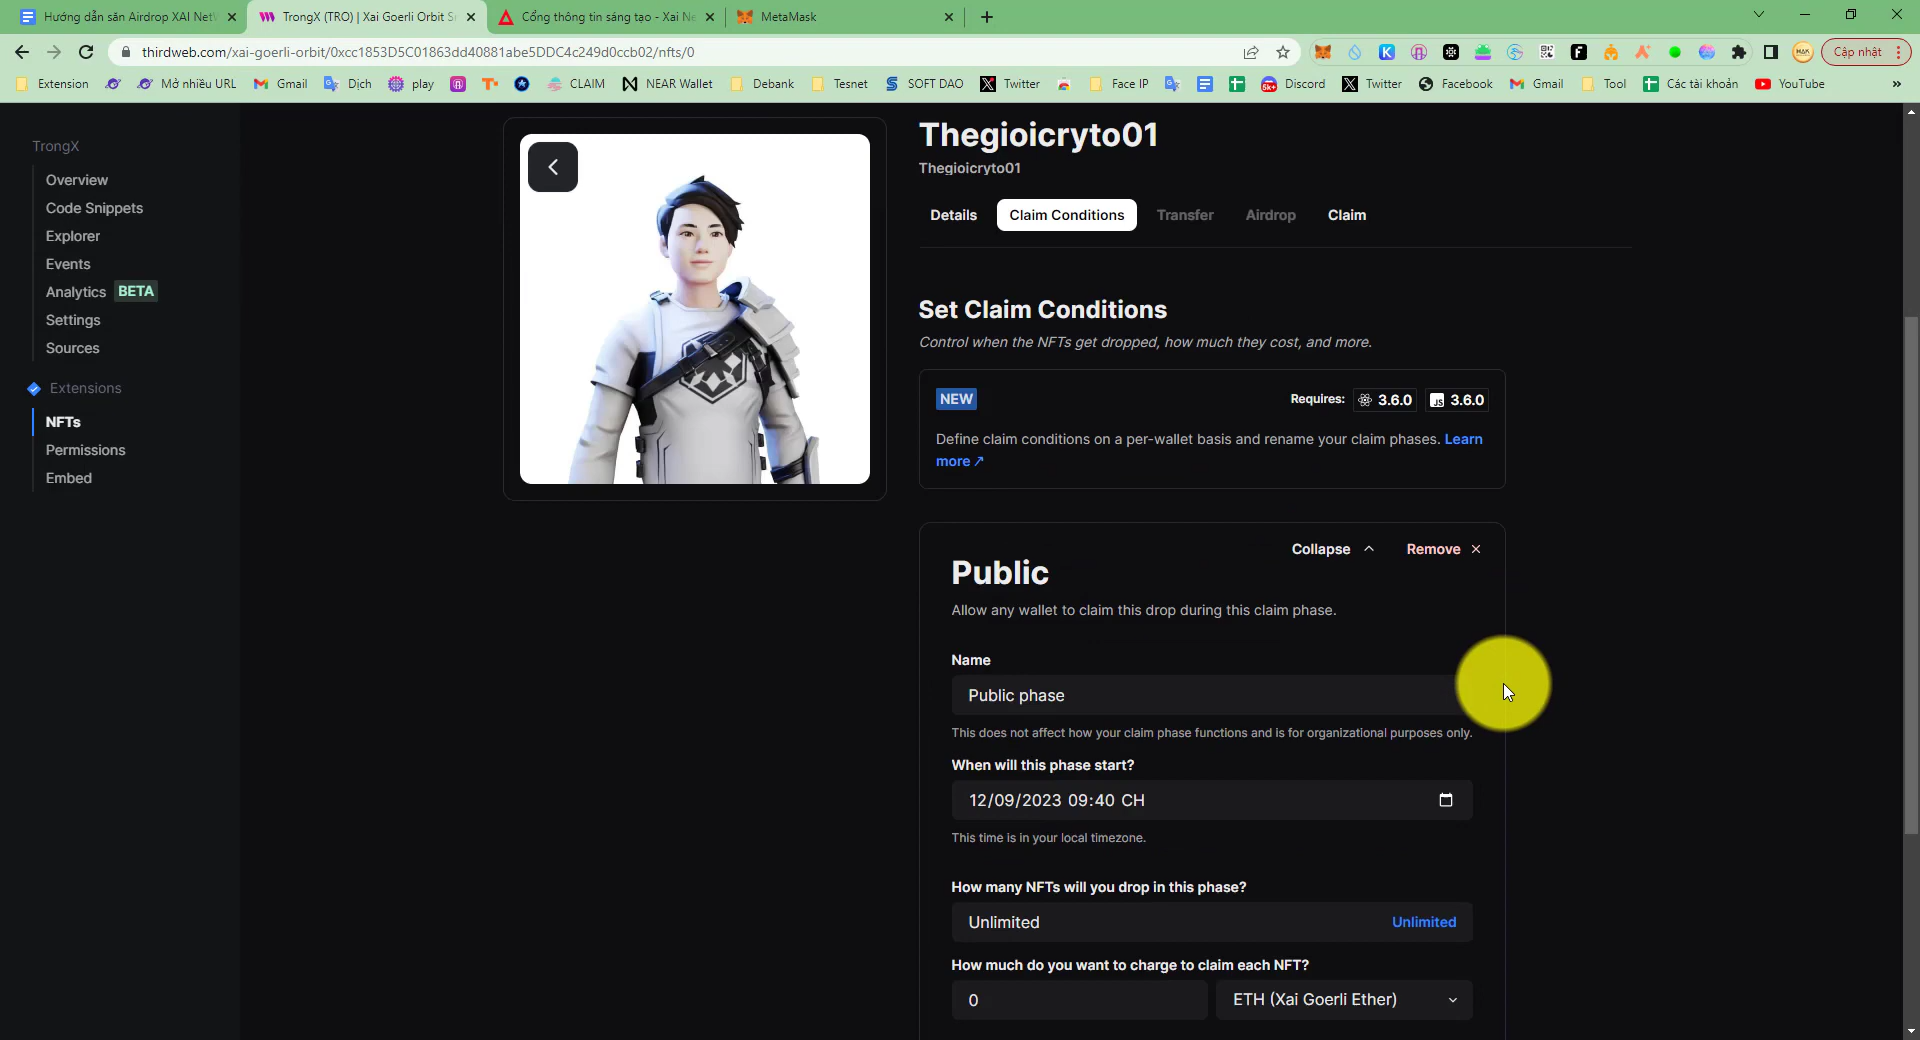 Hướng dẫn săn Airdrop XAI Net
TrongX (TRO) | Xai Goerli Orbit S
Cổng thông tin sáng tạo - Xai Ne
MetaMask
thirdweb.com/xai-goerli-orbit/0xcc1853D5C01863dd40881abe5DDC4c249d0ccb02/nfts/0
Cập nhật
Extension
Mở nhiều URL
Gmail
Dịch
play
CLAIM
NEAR Wallet
Debank
Tesnet
SOFT DAO
Twitter
Face IP
Discord
Twitter
Facebook
Gmail
Tool
Các tài khoản
YouTube
TrongX
Overview
Code Snippets
Explorer
Events
Analytics BETA
Settings
Sources
Extensions
NFTs
Permissions
Embed
Thegioicryto01
Thegioicryto01
Details
Claim Conditions
Transfer
Airdrop
Claim
Set Claim Conditions
Control when the NFTs get dropped, how much they cost, and more.
NEW
Requires: 3.6.0 JS 3.6.0
Define claim conditions on a per-wallet basis and rename your claim phases. Learn
more ↗
Collapse
Remove
Public
Allow any wallet to claim this drop during this claim phase.
Name
Public phase
This does not affect how your claim phase functions and is for organizational purposes only.
When will this phase start?
12/09/2023 09:40 CH
This time is in your local timezone.
How many NFTs will you drop in this phase?
Unlimited
Unlimited
How much do you want to charge to claim each NFT?
0
ETH (Xai Goerli Ether)